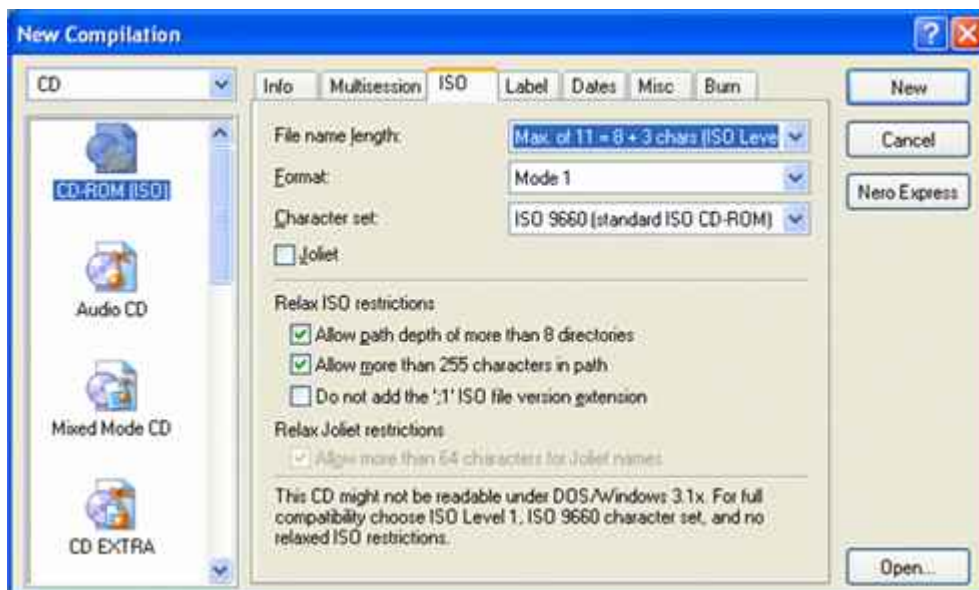 New Compilation
CD
CD-ROM (ISO)
Audio CD
Mixed Mode CD
CD EXTRA
Info Multisession ISO Label Dates Misc Burn
File name length: Max. of 11 = 8 + 3 chars (ISO Leve
Format: Mode 1
Character set: ISO 9660 (standard ISO CD-ROM)
Joliet
Relax ISO restrictions
Allow path depth of more than 8 directories
Allow more than 255 characters in path
Do not add the ';1' ISO file version extension
Relax Joliet restrictions
Allow more than 64 characters for Joliet names
This CD might not be readable under DOS/Windows 3.1x. For full
compatibility choose ISO Level 1, ISO 9660 character set, and no
relaxed ISO restrictions.
New
Cancel
Nero Express
Open...